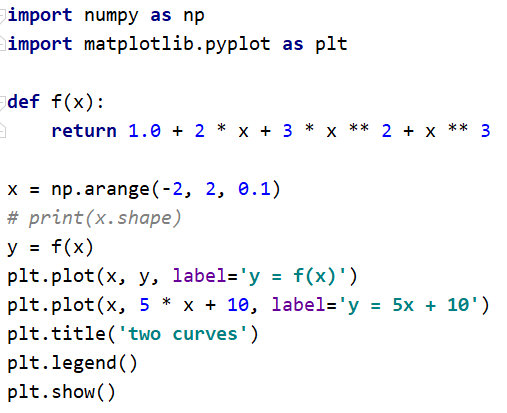 import numpy as np
import matplotlib.pyplot as plt
def f(x):
    return 1.0 + 2 * x + 3 * x ** 2 + x ** 3
x = np.arange(-2, 2, 0.1)
# print(x.shape)
y = f(x)
plt.plot(x, y, label='y = f(x)')
plt.plot(x, 5 * x + 10, label='y = 5x + 10')
plt.title('two curves')
plt.legend()
plt.show()